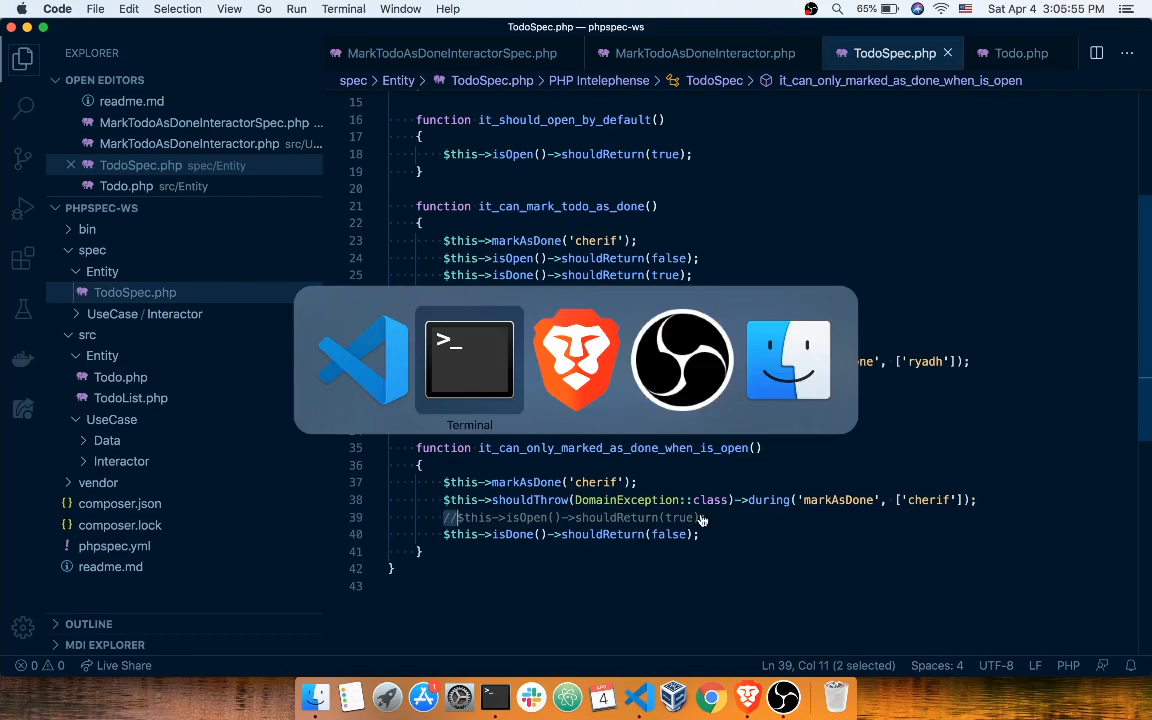 Code File Edit Selection View Go Run Terminal Window Help 65% Sat Apr 4 3:05:55 PM
TodoSpec.php — phpspec-ws
EXPLORER
MarkTodoAsDoneInteractorSpec.php MarkTodoAsDoneInteractor.php TodoSpec.php Todo.php
spec > Entity > TodoSpec.php > PHP Intelephense > TodoSpec > it_can_only_marked_as_done_when_is_open
OPEN EDITORS
readme.md
MarkTodoAsDoneInteractorSpec.php ...
MarkTodoAsDoneInteractor.php src/U...
TodoSpec.php spec/Entity
Todo.php src/Entity
PHPSPEC-WS
bin
spec
Entity
TodoSpec.php
UseCase / Interactor
src
Entity
Todo.php
TodoList.php
UseCase
Data
Interactor
vendor
composer.json
composer.lock
phpspec.yml
readme.md
OUTLINE
MDI EXPLORER
15
16 function it_should_open_by_default()
17 {
18 $this->isOpen()->shouldReturn(true);
19 }
20
21 function it_can_mark_todo_as_done()
22 {
23 $this->markAsDone('cherif');
24 $this->isOpen()->shouldReturn(false);
25 $this->isDone()->shouldReturn(true);
ne', ['ryadh']);
>_
Terminal
35 function it_can_only_marked_as_done_when_is_open()
36 {
37 $this->markAsDone('cherif');
38 $this->shouldThrow(DomainException::class)->during('markAsDone', ['cherif']);
39 //$this->isOpen()->shouldReturn(true);
40 $this->isDone()->shouldReturn(false);
41 }
42 }
43
0 0 Live Share Ln 39, Col 11 (2 selected) Spaces: 4 UTF-8 LF PHP